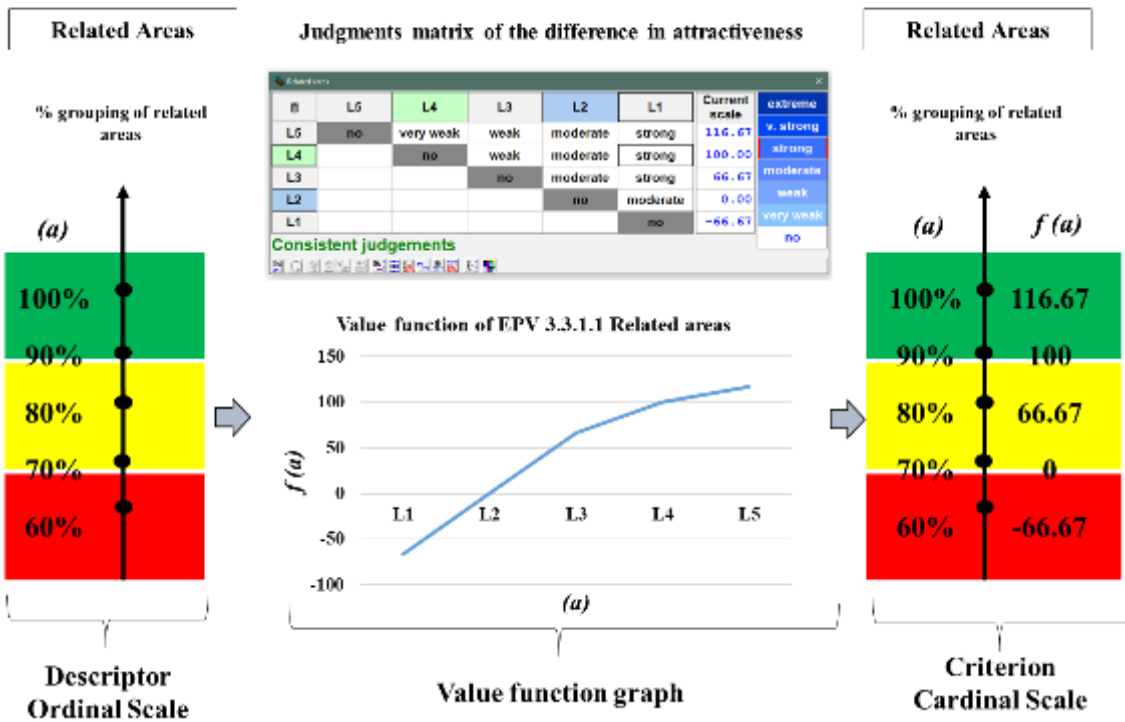 Related Areas
% grouping of related
areas
(a)
100%
90%
80%
70%
60%
Descriptor
Ordinal Scale
Judgments matrix of the difference in attractiveness
L5 L4 L3 L2 L1 Current scale
L5 no very weak weak moderate strong 116.67
L4 no weak moderate strong 100.00
L3 no moderate strong 66.67
L2 no moderate 0.00
L1 no -66.67
extreme
v. strong
strong
moderate
weak
very weak
no
Consistent judgements
Value function of EPV 3.3.1.1 Related areas
150
100
50
0
-50
-100
f (a)
L1 L2 L3 L4 L5
(a)
Value function graph
Related Areas
% grouping of related
areas
(a) f (a)
100% 116.67
90% 100
80% 66.67
70% 0
60% -66.67
Criterion
Cardinal Scale